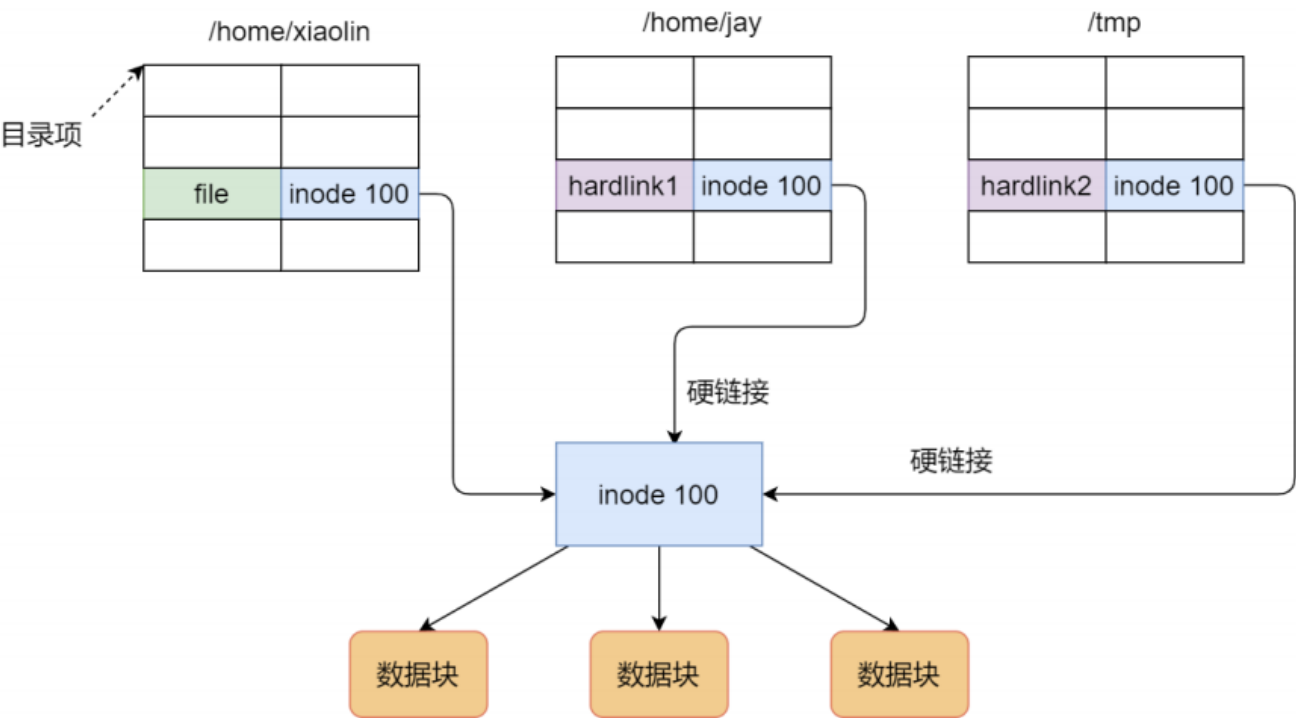 /home/xiaolin
/home/jay
/tmp
目录项
file
inode 100
hardlink1
inode 100
hardlink2
inode 100
硬链接
硬链接
inode 100
数据块
数据块
数据块